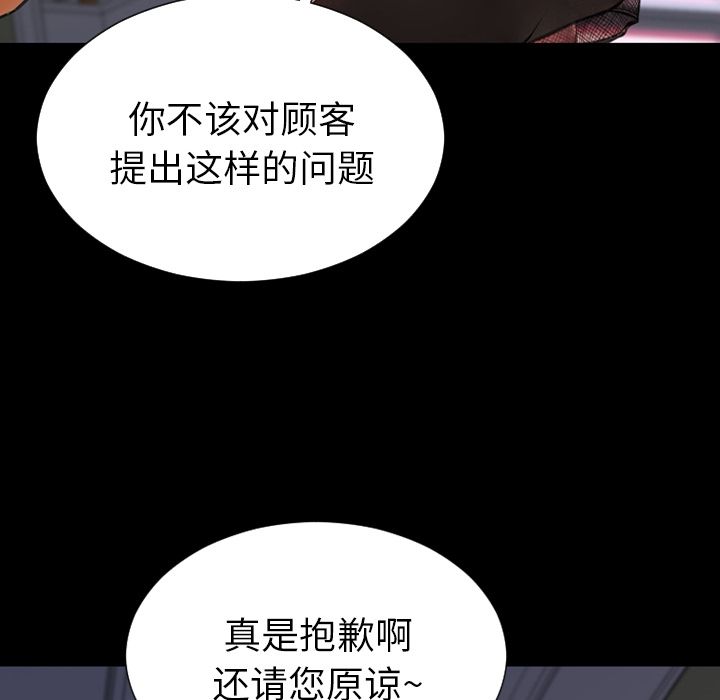 你不该对顾客
提出这样的问题
真是抱歉啊
还请您原谅~